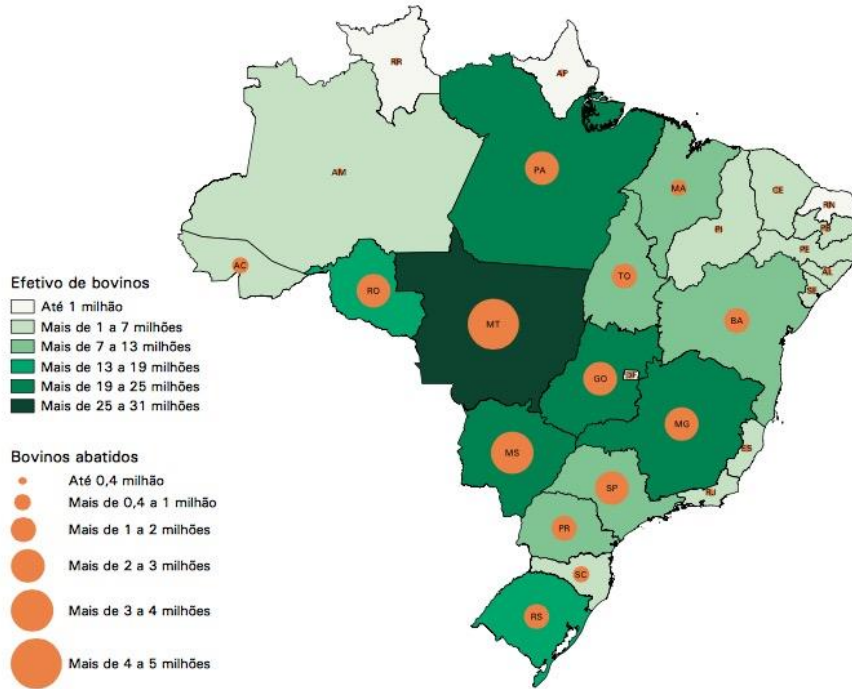 RR
AP
AM
PA
MA
CE
RN
PI
PB
PE
AL
SE
AC
RO
TO
MT
BA
GO
DF
MG
MS
ES
SP
RJ
PR
SC
RS
Efetivo de bovinos
Até 1 milhão
Mais de 1 a 7 milhões
Mais de 7 a 13 milhões
Mais de 13 a 19 milhões
Mais de 19 a 25 milhões
Mais de 25 a 31 milhões
Bovinos abatidos
Até 0,4 milhão
Mais de 0,4 a 1 milhão
Mais de 1 a 2 milhões
Mais de 2 a 3 milhões
Mais de 3 a 4 milhões
Mais de 4 a 5 milhões